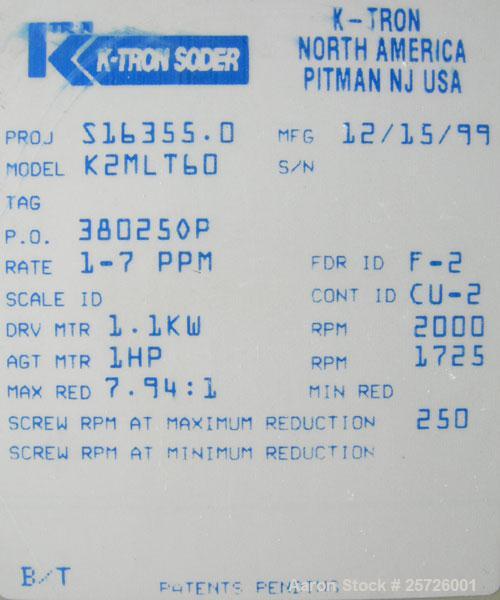 K-TRON SODER
K-TRON
NORTH AMERICA
PITMAN NJ USA
PROJ S16355.0 MFG 12/15/99
MODEL K2MLT60 S/N
TAG
P.O. 380250P
RATE 1-7 PPM FDR ID F-2
SCALE ID CONT ID CU-2
DRV MTR 1.1KW RPM 2000
AGT MTR 1HP RPM 1725
MAX RED 7.94:1 MIN RED
SCREW RPM AT MAXIMUM REDUCTION 250
SCREW RPM AT MINIMUM REDUCTION
B/T
PATENTS PENDING
Aaron Stock # 25726001